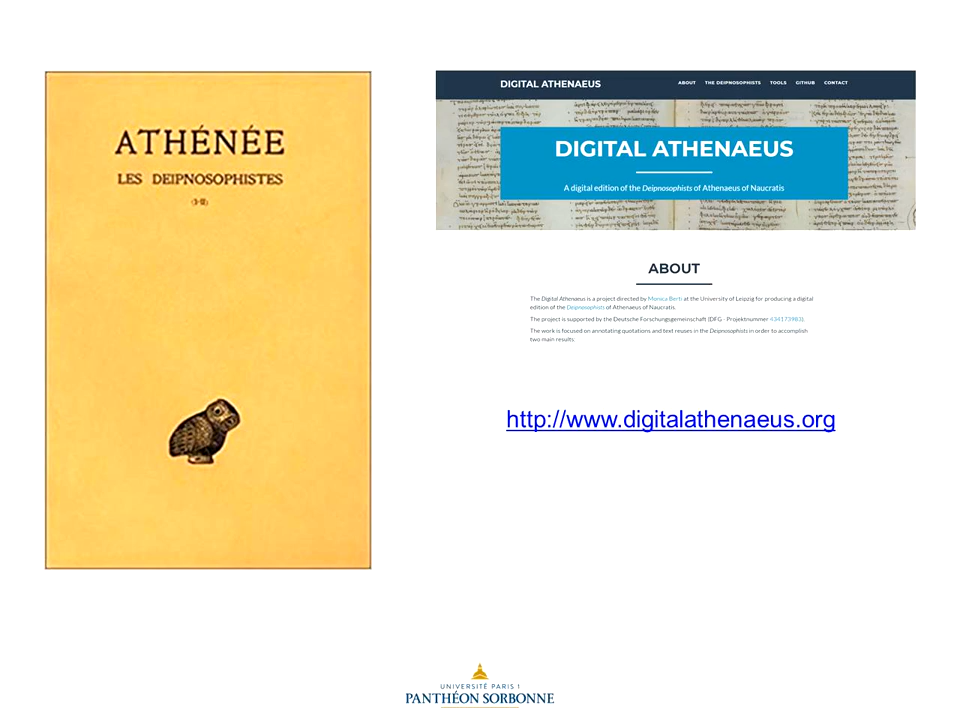 ATHÉNÉE
LES DEIPNOSOPHISTES
(I-II)
DIGITAL ATHENAEUS
ABOUT THE DEIPNOSOPHISTS TOOLS GITHUB CONTACT
DIGITAL ATHENAEUS
A digital edition of the Deipnosophists of Athenaeus of Naucratis
ABOUT
The Digital Athenaeus is a project directed by Monica Berti at the University of Leipzig for producing a digital
edition of the Deipnosophists of Athenaeus of Naucratis.
The project is supported by the Deutsche Forschungsgemeinschaft (DFG - Projektnummer 434173983).
The work is focused on annotating quotations and text reuses in the Deipnosophists in order to accomplish
two main results:
http://www.digitalathenaeus.org
UNIVERSITÉ PARIS 1
PANTHÉON SORBONNE